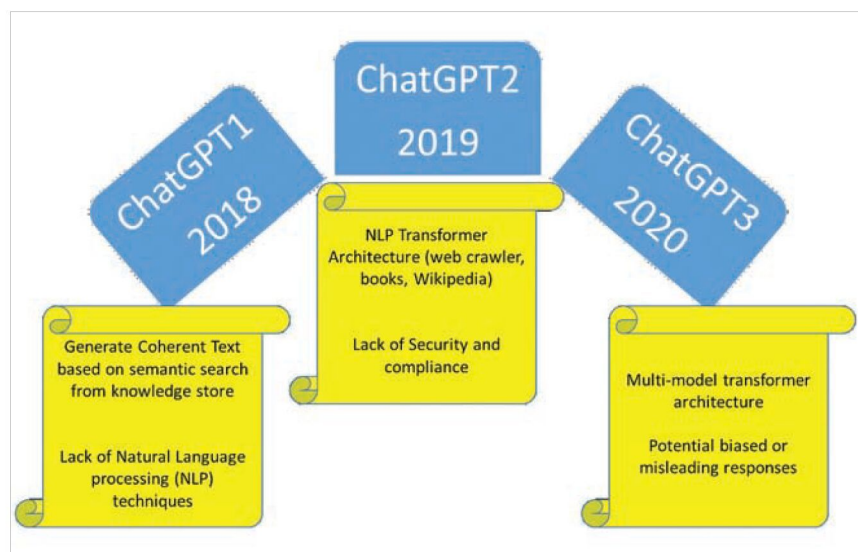 ChatGPT1
2018
Generate Coherent Text
based on semantic search
from knowledge store
Lack of Natural Language
processing (NLP)
techniques
ChatGPT2
2019
NLP Transformer
Architecture (web crawler,
books, Wikipedia)
Lack of Security and
compliance
ChatGPT3
2020
Multi-model transformer
architecture
Potential biased or
misleading responses